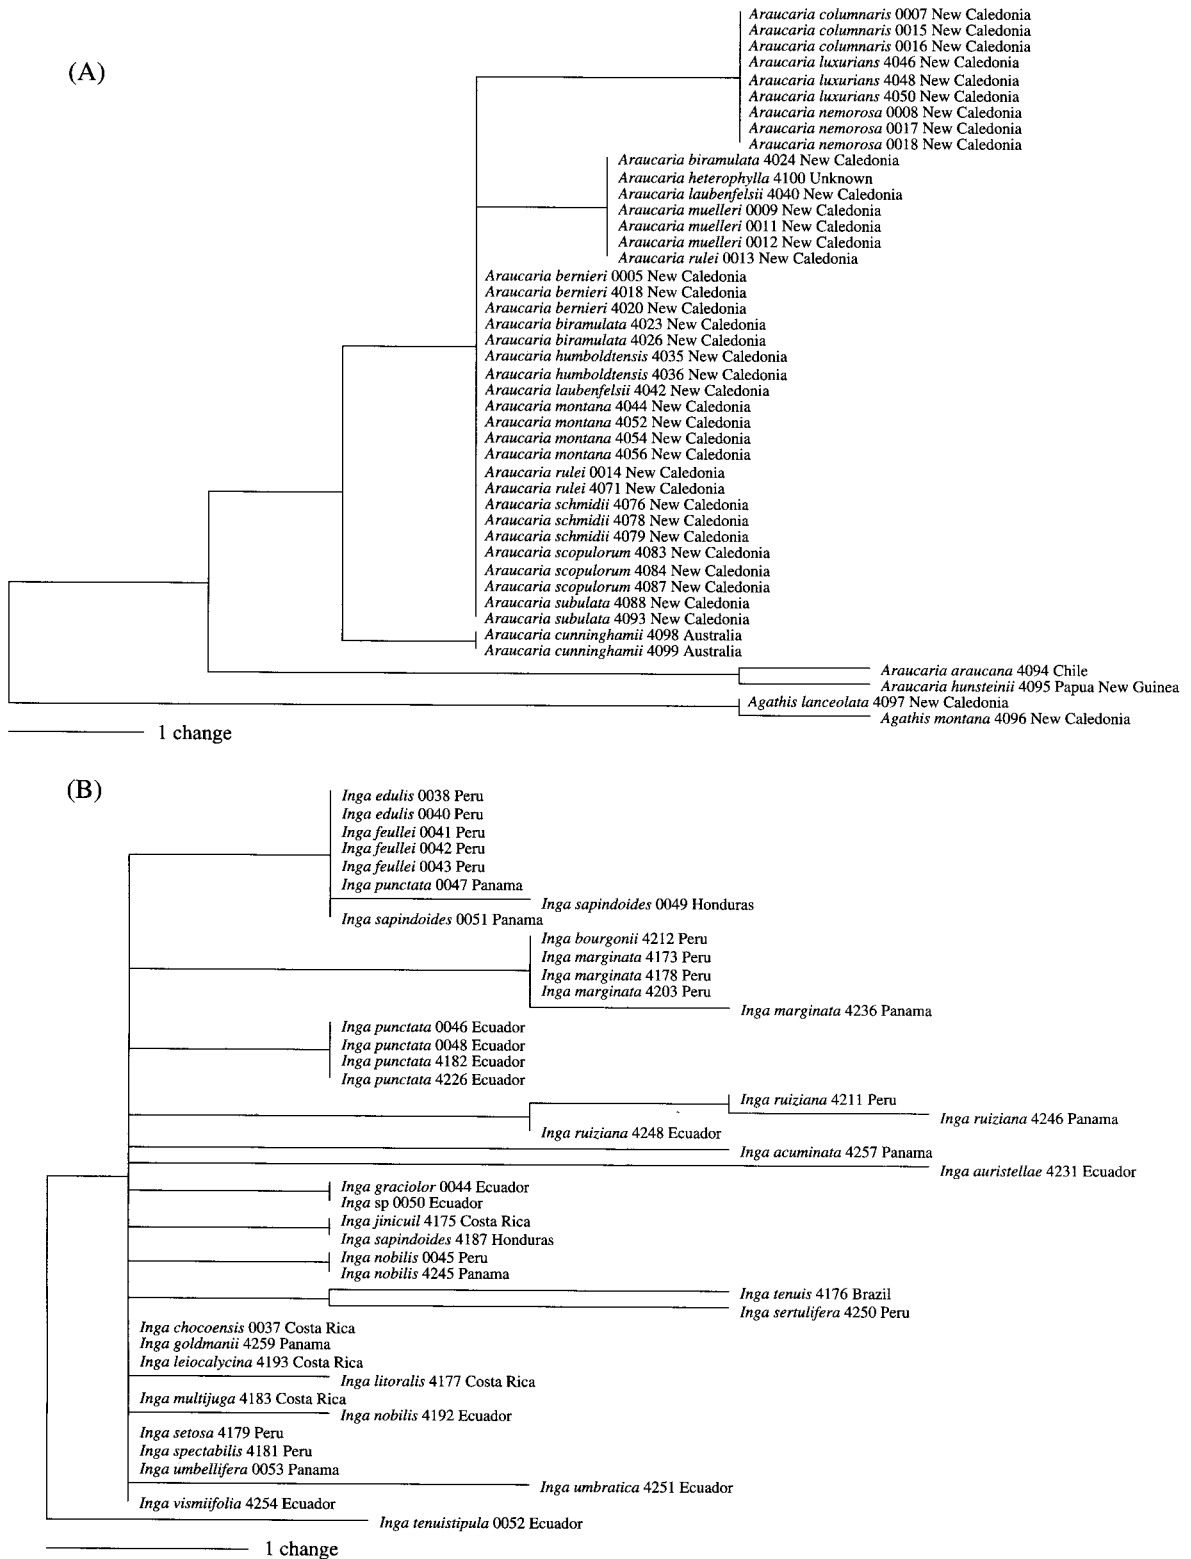 (A)
Araucaria columnaris 0007 New Caledonia
Araucaria columnaris 0015 New Caledonia
Araucaria columnaris 0016 New Caledonia
Araucaria luxurians 4046 New Caledonia
Araucaria luxurians 4048 New Caledonia
Araucaria luxurians 4050 New Caledonia
Araucaria nemorosa 0008 New Caledonia
Araucaria nemorosa 0017 New Caledonia
Araucaria nemorosa 0018 New Caledonia
Araucaria biramulata 4024 New Caledonia
Araucaria heterophylla 4100 Unknown
Araucaria laubenfelsii 4040 New Caledonia
Araucaria muelleri 0009 New Caledonia
Araucaria muelleri 0011 New Caledonia
Araucaria muelleri 0012 New Caledonia
Araucaria rulei 0013 New Caledonia
Araucaria bernieri 0005 New Caledonia
Araucaria bernieri 4018 New Caledonia
Araucaria bernieri 4020 New Caledonia
Araucaria biramulata 4023 New Caledonia
Araucaria biramulata 4026 New Caledonia
Araucaria humboldtensis 4035 New Caledonia
Araucaria humboldtensis 4036 New Caledonia
Araucaria laubenfelsii 4042 New Caledonia
Araucaria montana 4044 New Caledonia
Araucaria montana 4052 New Caledonia
Araucaria montana 4054 New Caledonia
Araucaria montana 4056 New Caledonia
Araucaria rulei 0014 New Caledonia
Araucaria rulei 4071 New Caledonia
Araucaria schmidii 4076 New Caledonia
Araucaria schmidii 4078 New Caledonia
Araucaria schmidii 4079 New Caledonia
Araucaria scopulorum 4083 New Caledonia
Araucaria scopulorum 4084 New Caledonia
Araucaria scopulorum 4087 New Caledonia
Araucaria subulata 4088 New Caledonia
Araucaria subulata 4093 New Caledonia
Araucaria cunninghamii 4098 Australia
Araucaria cunninghamii 4099 Australia
Araucaria araucana 4094 Chile
Araucaria hunsteinii 4095 Papua New Guinea
Agathis lanceolata 4097 New Caledonia
Agathis montana 4096 New Caledonia
1 change
(B)
Inga edulis 0038 Peru
Inga edulis 0040 Peru
Inga feullei 0041 Peru
Inga feullei 0042 Peru
Inga feullei 0043 Peru
Inga punctata 0047 Panama
Inga sapindoides 0049 Honduras
Inga sapindoides 0051 Panama
Inga bourgonii 4212 Peru
Inga marginata 4173 Peru
Inga marginata 4178 Peru
Inga marginata 4203 Peru
Inga marginata 4236 Panama
Inga punctata 0046 Ecuador
Inga punctata 0048 Ecuador
Inga punctata 4182 Ecuador
Inga punctata 4226 Ecuador
Inga ruiziana 4211 Peru
Inga ruiziana 4246 Panama
Inga ruiziana 4248 Ecuador
Inga acuminata 4257 Panama
Inga auristellae 4231 Ecuador
Inga graciolor 0044 Ecuador
Inga sp 0050 Ecuador
Inga jinicuil 4175 Costa Rica
Inga sapindoides 4187 Honduras
Inga nobilis 0045 Peru
Inga nobilis 4245 Panama
Inga tenuis 4176 Brazil
Inga sertulifera 4250 Peru
Inga chocoensis 0037 Costa Rica
Inga goldmanii 4259 Panama
Inga leiocalycina 4193 Costa Rica
Inga litoralis 4177 Costa Rica
Inga multijuga 4183 Costa Rica
Inga nobilis 4192 Ecuador
Inga setosa 4179 Peru
Inga spectabilis 4181 Peru
Inga umbellifera 0053 Panama
Inga umbratica 4251 Ecuador
Inga vismiifolia 4254 Ecuador
Inga tenuistipula 0052 Ecuador
1 change